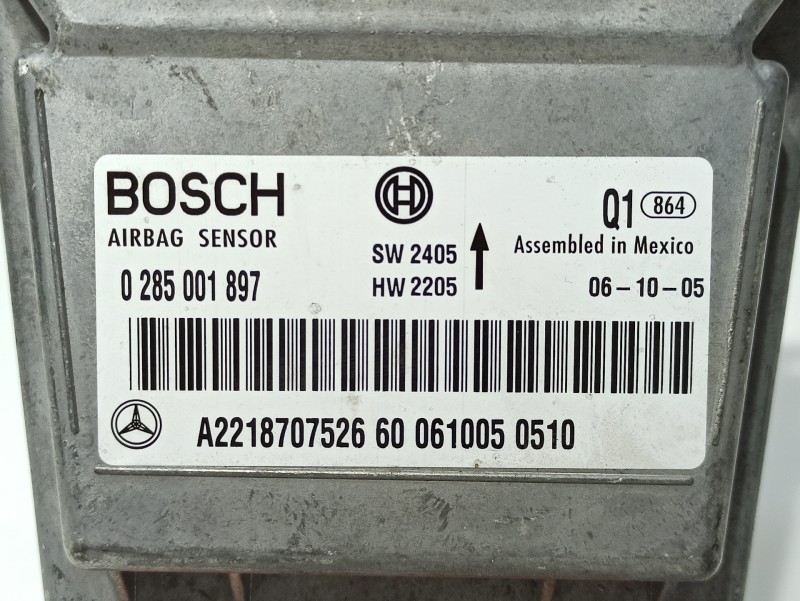 BOSCH
Q1 864
AIRBAG SENSOR
SW 2405
Assembled in Mexico
0 285 001 897
HW 2205
06-10-05
A2218707526 60 061005 0510